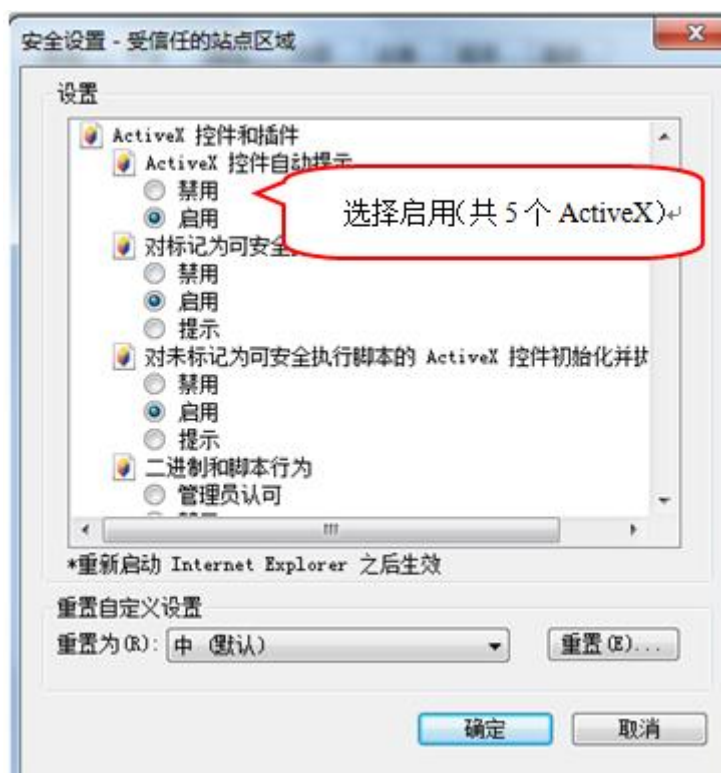 安全设置 - 受信任的站点区域
设置
ActiveX 控件和插件
ActiveX 控件自动提示
禁用
启用
选择启用(共 5 个 ActiveX)↵
对标记为可安全
禁用
启用
提示
对未标记为可安全执行脚本的 ActiveX 控件初始化并执
禁用
启用
提示
二进制和脚本行为
管理员认可
*重新启动 Internet Explorer 之后生效
重置自定义设置
重置为(R): 中 (默认)
重置(E)...
确定
取消